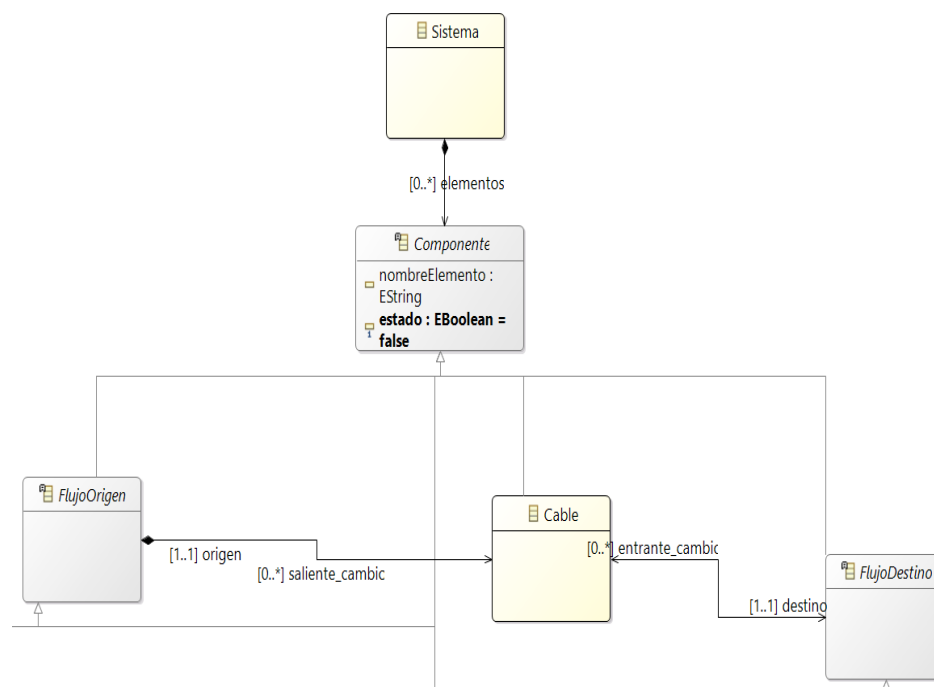 Sistema
[0..*] elementos
Componente
nombreElemento :
EString
estado : EBoolean =
false
FlujoOrigen
[1..1] origen
[0..*] saliente_cambic
Cable
[0..*] entrante_cambic
FlujoDestino
[1..1] destino